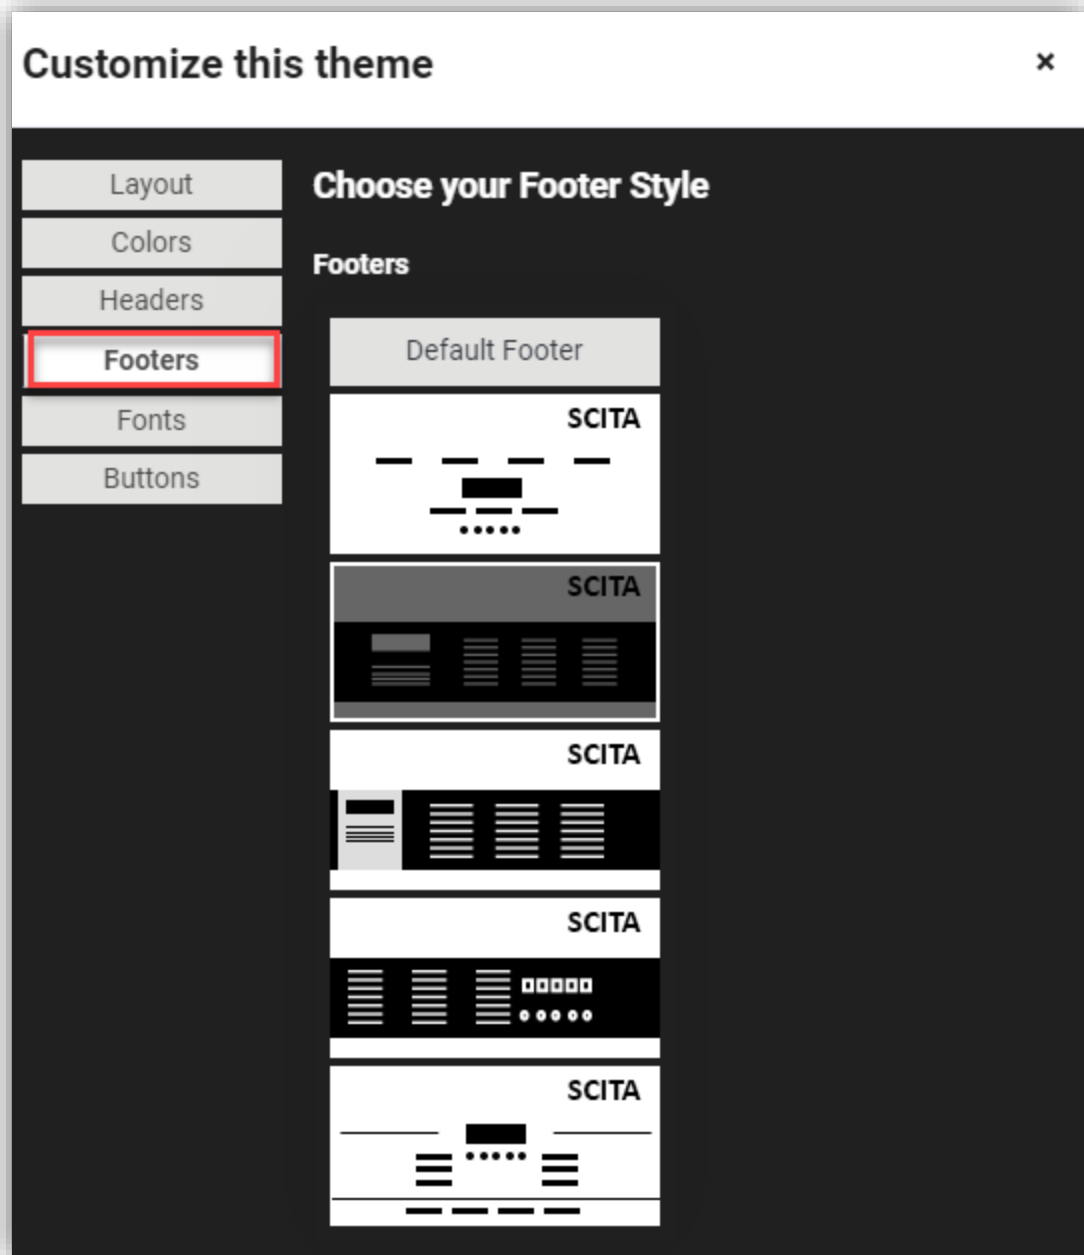 Customize this theme ×
Layout
Colors
Headers
Footers
Fonts
Buttons
Choose your Footer Style
Footers
Default Footer
SCITA
SCITA
SCITA
SCITA
SCITA